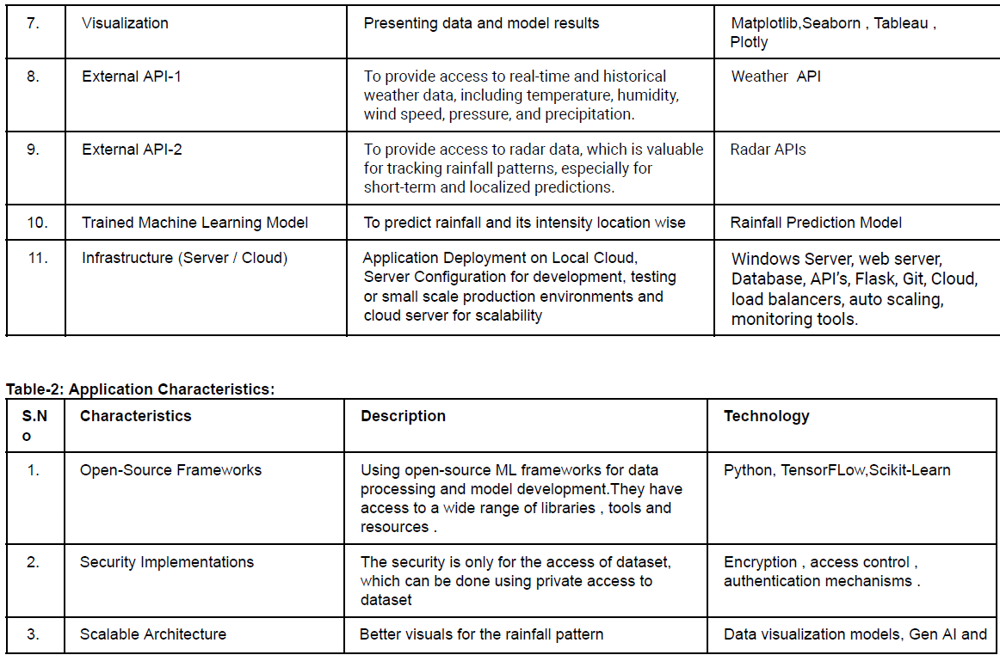 7. Visualization Presenting data and model results Matplotlib,Seaborn , Tableau ,
Plotly
8. External API-1 To provide access to real-time and historical Weather API
weather data, including temperature, humidity,
wind speed, pressure, and precipitation.
9. External API-2 To provide access to radar data, which is valuable Radar APIs
for tracking rainfall patterns, especially for
short-term and localized predictions.
10. Trained Machine Learning Model To predict rainfall and its intensity location wise Rainfall Prediction Model
11. Infrastructure (Server / Cloud) Application Deployment on Local Cloud, Windows Server, web server,
Server Configuration for development, testing Database, API’s, Flask, Git, Cloud,
or small scale production environments and load balancers, auto scaling,
cloud server for scalability monitoring tools.
Table-2: Application Characteristics:
S.N Characteristics Description Technology
o
1. Open-Source Frameworks Using open-source ML frameworks for data Python, TensorFLow,Scikit-Learn
processing and model development.They have
access to a wide range of libraries , tools and
resources .
2. Security Implementations The security is only for the access of dataset, Encryption , access control ,
which can be done using private access to authentication mechanisms .
dataset
3. Scalable Architecture Better visuals for the rainfall pattern Data visualization models, Gen AI and